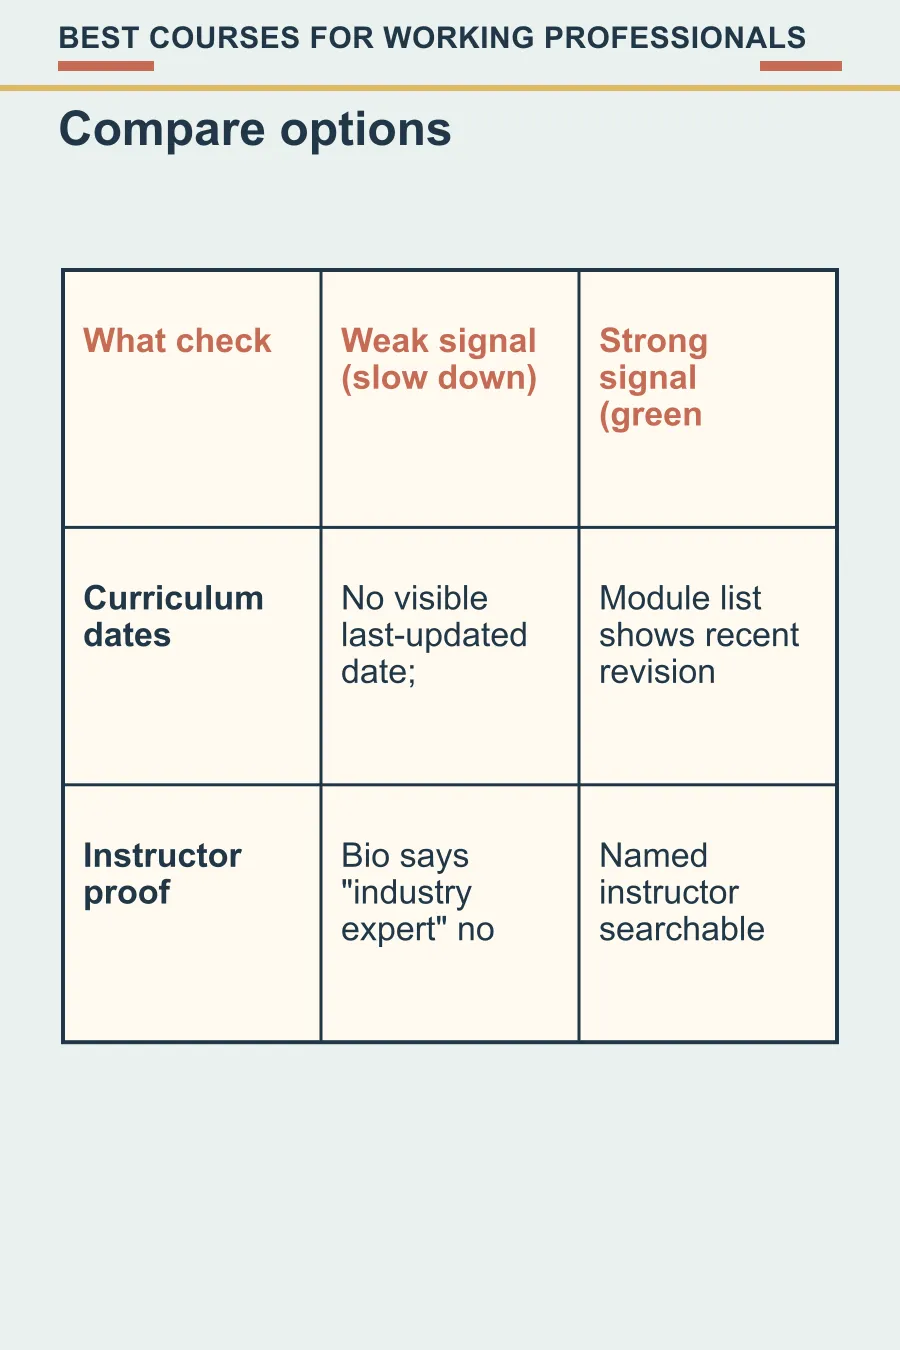 BEST COURSES FOR WORKING PROFESSIONALS
Compare options
What check
Weak signal
(slow down)
Strong
signal
(green
Curriculum
dates
No visible
last-updated
date;
Module list
shows recent
revision
Instructor
proof
Bio says
"industry
expert" no
Named
instructor
searchable